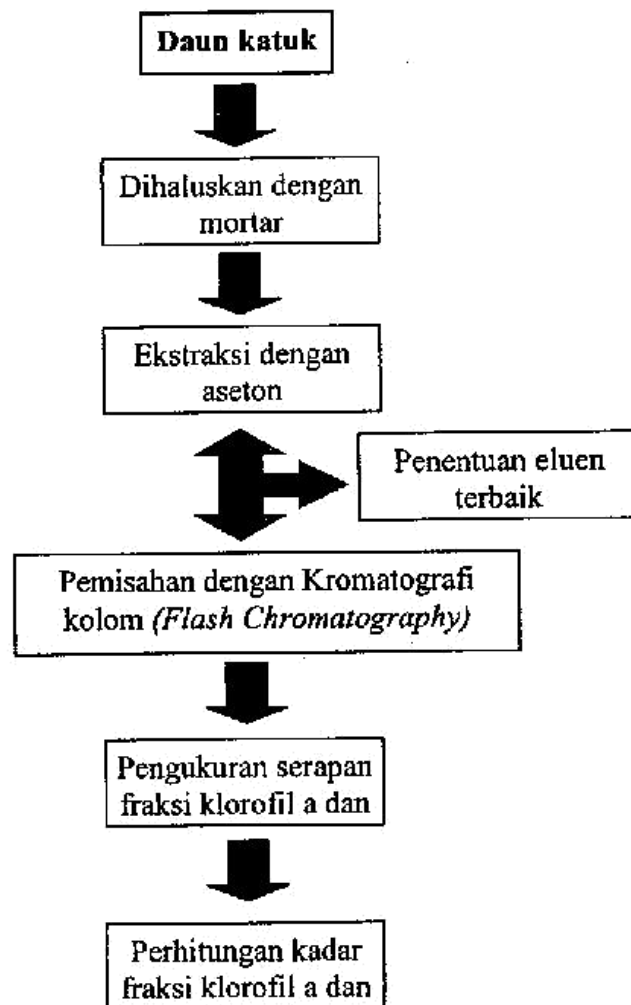 Daun katuk
Dihaluskan dengan
mortar
Ekstraksi dengan
aseton
Penentuan eluen
terbaik
Pemisahan dengan Kromatografi
kolom (Flash Chromatography)
Pengukuran serapan
fraksi klorofil a dan
Perhitungan kadar
fraksi klorofil a dan